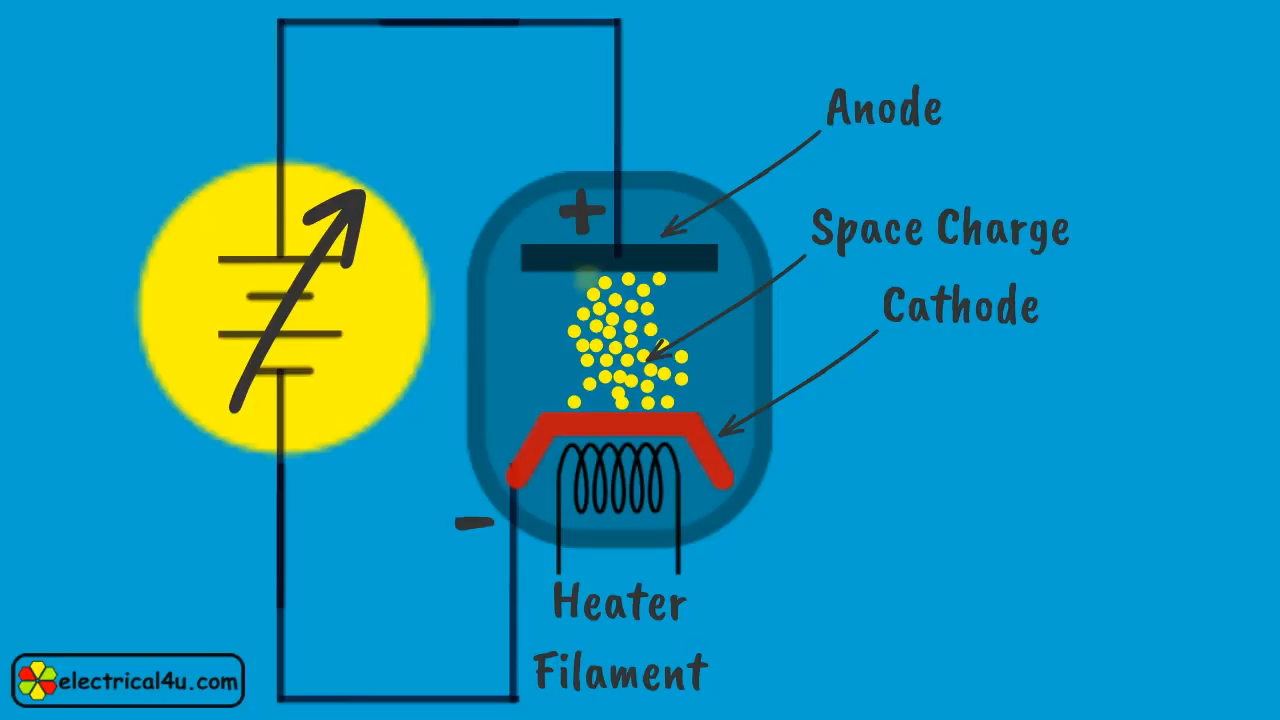 Anode
+
Space Charge
Cathode
-
Heater
Filament
electrical4u.com